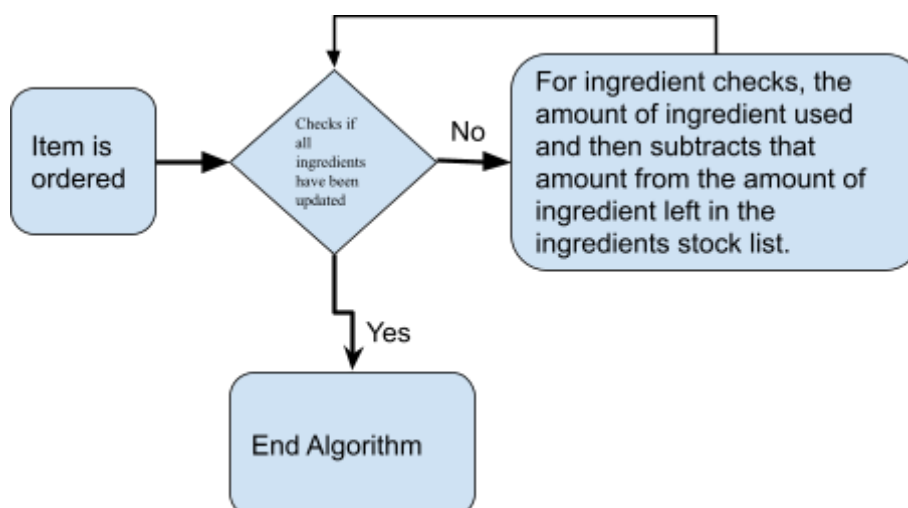 Item is
ordered
Checks if
all
ingredients
have been
updated
No
For ingredient checks, the
amount of ingredient used
and then subtracts that
amount from the amount of
ingredient left in the
ingredients stock list.
Yes
End Algorithm